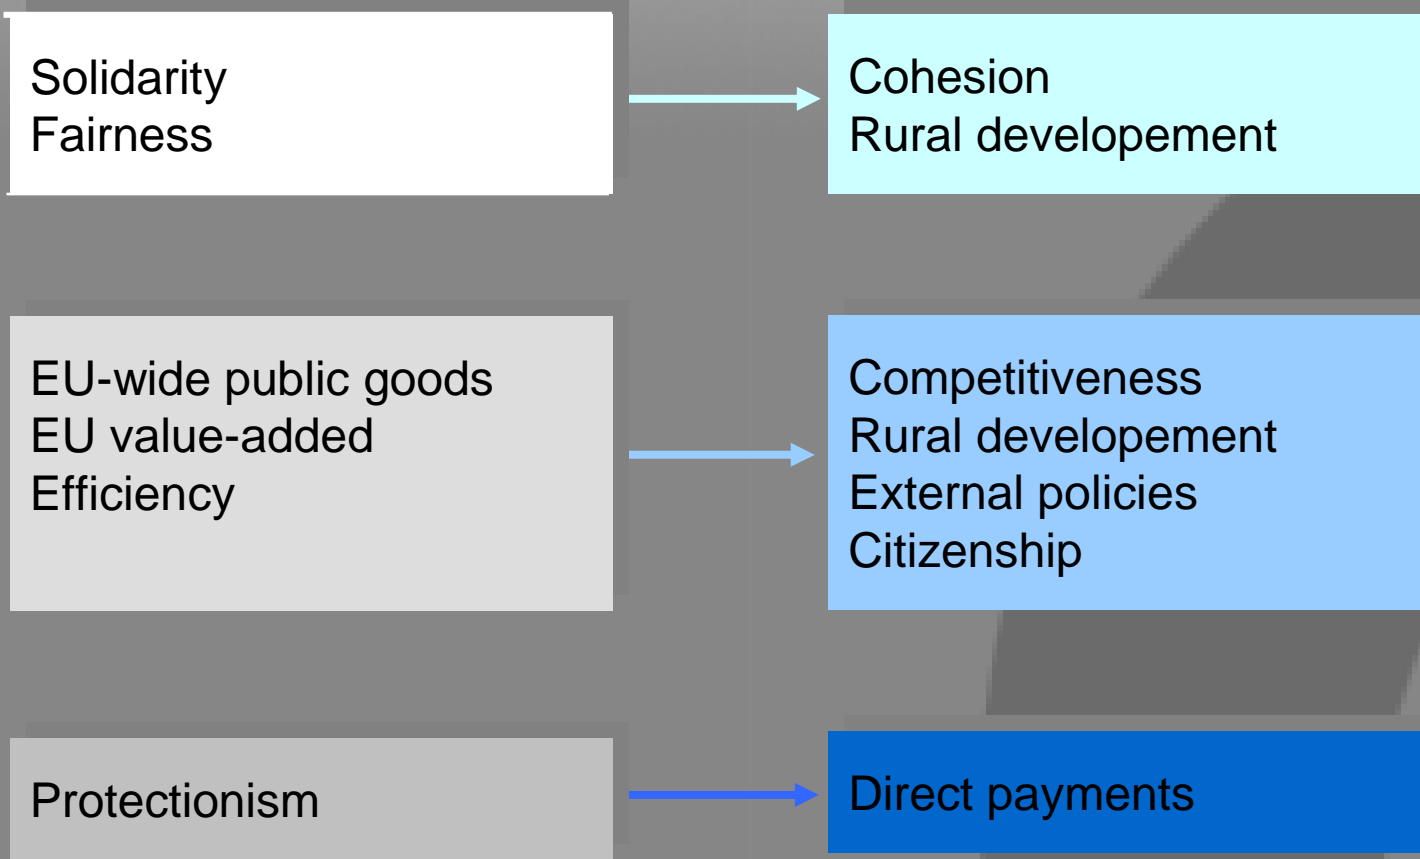 Solidarity
Fairness
Cohesion
Rural developement
EU-wide public goods
EU value-added
Efficiency
Competitiveness
Rural developement
External policies
Citizenship
Protectionism
Direct payments